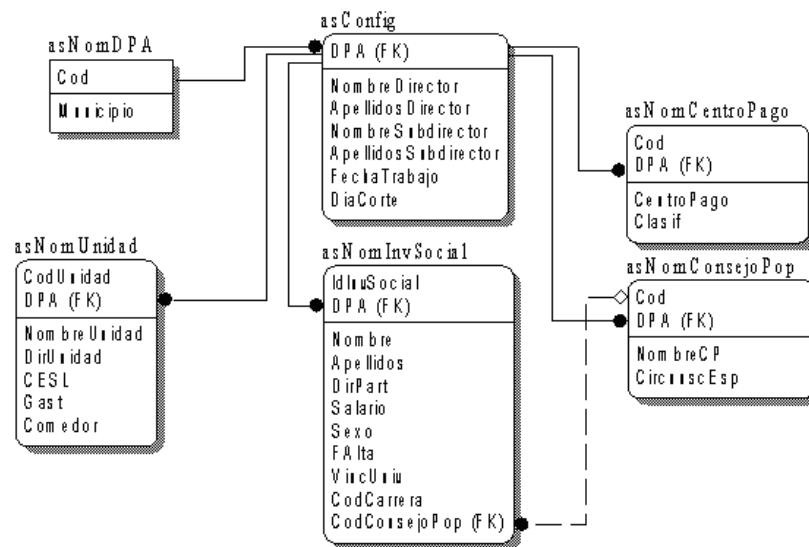 asConfig
DPA (FK)
NombreDirector
ApellidosDirector
NombreSubdirector
ApellidosSubdirector
FechaTrabajo
DiaCorte
asNomDPA
Cod
Municipio
asNomCentroPago
Cod
DPA (FK)
CentroPago
Clasif
asNomUnidad
CodUnidad
DPA (FK)
NombreUnidad
DirUnidad
CESL
Gast
Comedor
asNomInvSocial
IdInvSocial
DPA (FK)
Nombre
Apellidos
DirPart
Salario
Sexo
FAlta
VincUniv
CodCarrera
CodConsejoPop (FK)
asNomConsejoPop
Cod
DPA (FK)
NombreCP
CircunscEsp